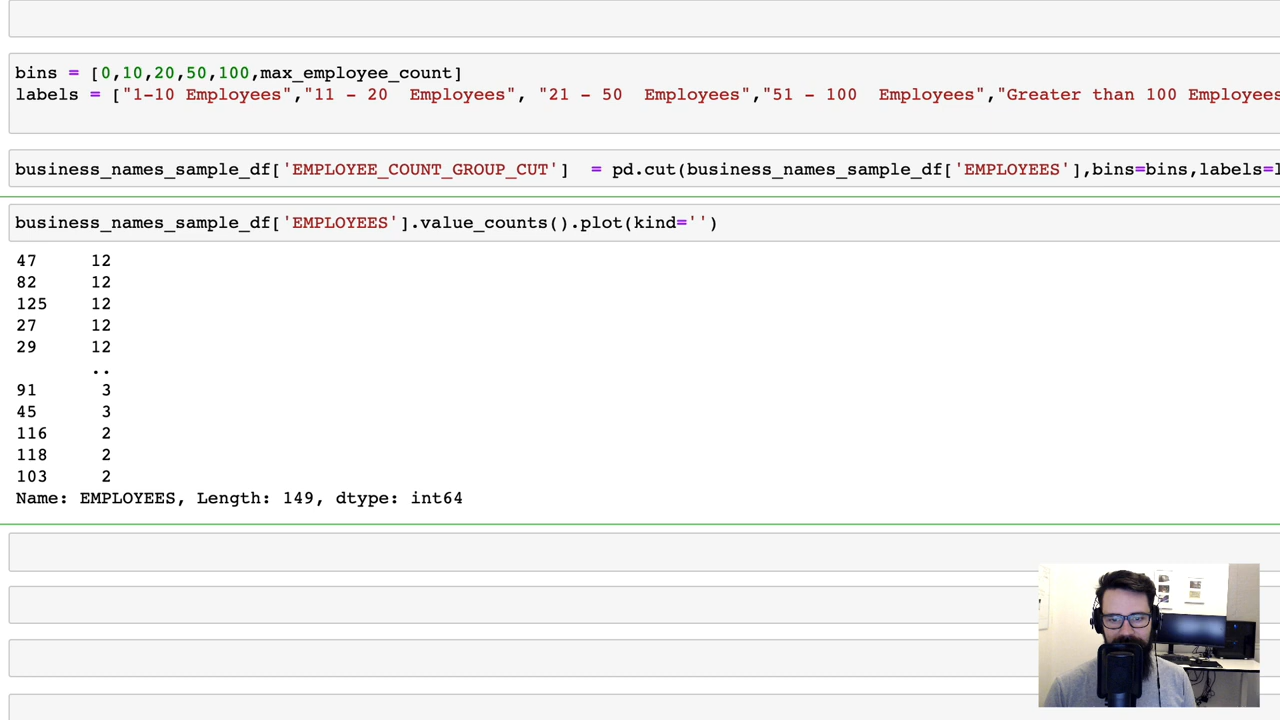 bins = [0,10,20,50,100,max_employee_count]
labels = ["1-10 Employees","11 - 20  Employees", "21 - 50  Employees","51 - 100  Employees","Greater than 100 Employees
business_names_sample_df['EMPLOYEE_COUNT_GROUP_CUT']  = pd.cut(business_names_sample_df['EMPLOYEES'],bins=bins,labels=l
business_names_sample_df['EMPLOYEES'].value_counts().plot(kind='')
47     12
82     12
125    12
27     12
29     12
       ..
91      3
45      3
116     2
118     2
103     2
Name: EMPLOYEES, Length: 149, dtype: int64